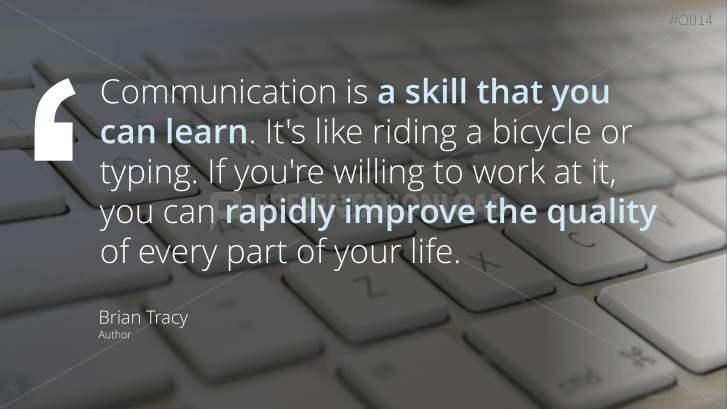 #Q014
Communication is a skill that you
can learn. It's like riding a bicycle or
typing. If you're willing to work at it,
you can rapidly improve the quality
of every part of your life.
Brian Tracy
Author
Z
X
C
V
cmd ⌘